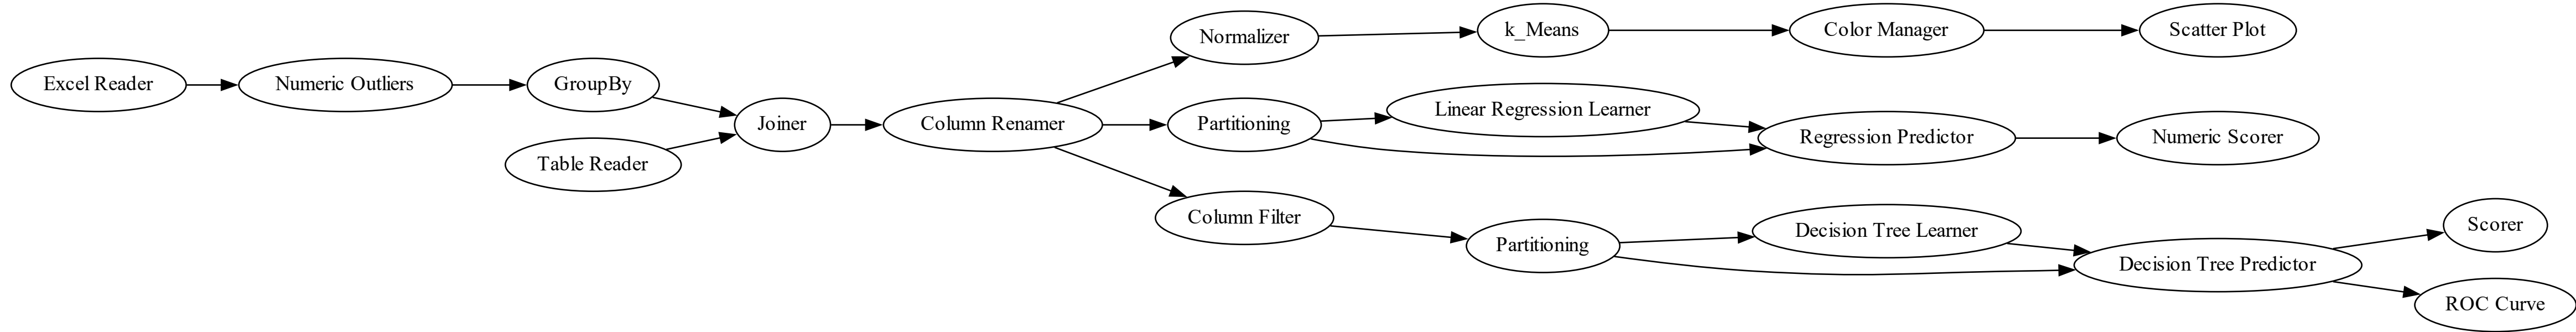 Excel Reader
Numeric Outliers
GroupBy
Table Reader
Joiner
Column Renamer
Normalizer
k_Means
Color Manager
Scatter Plot
Partitioning
Linear Regression Learner
Regression Predictor
Numeric Scorer
Column Filter
Partitioning
Decision Tree Learner
Decision Tree Predictor
Scorer
ROC Curve